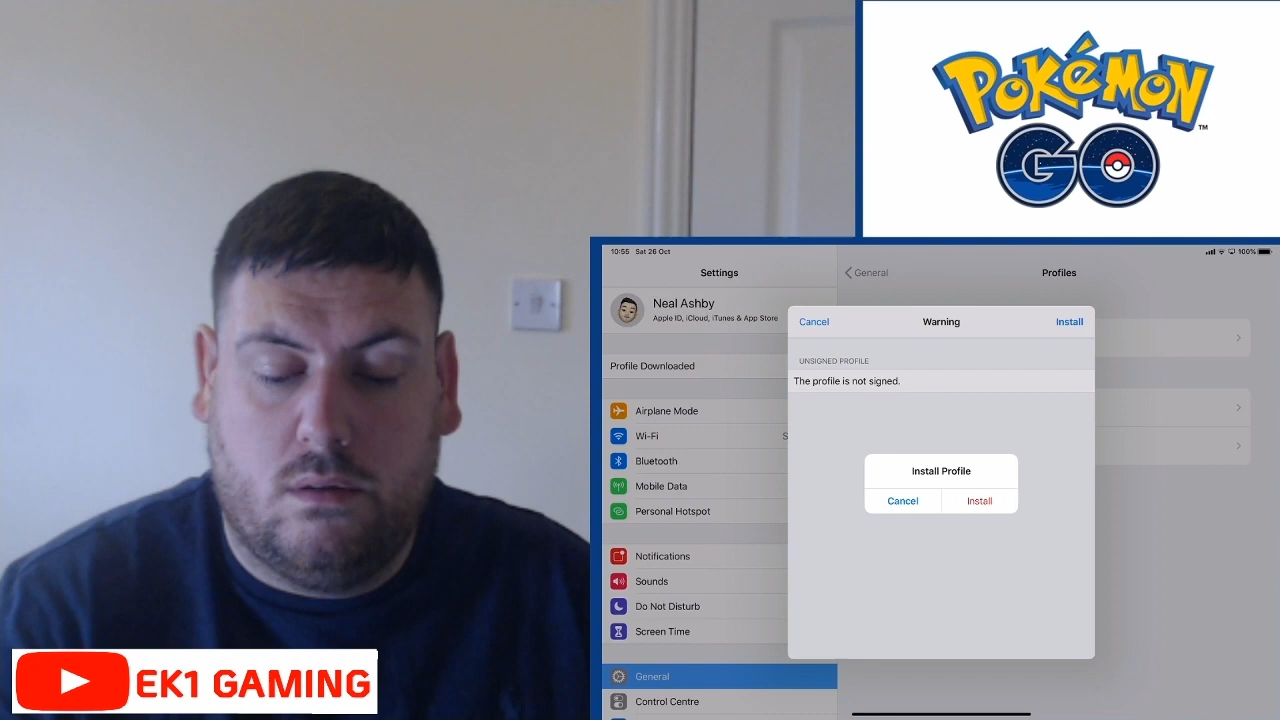 POKÉMON
TM
GO
10:55 Sat 26 Oct
100%
Settings
General
Profiles
Neal Ashby
Apple ID, iCloud, iTunes & App Store
Profile Downloaded
Airplane Mode
Wi-Fi
S
Bluetooth
Mobile Data
Personal Hotspot
Notifications
Sounds
Do Not Disturb
Screen Time
General
Control Centre
Cancel
Warning
Install
UNSIGNED PROFILE
The profile is not signed.
Install Profile
Cancel
Install
EK1 GAMING